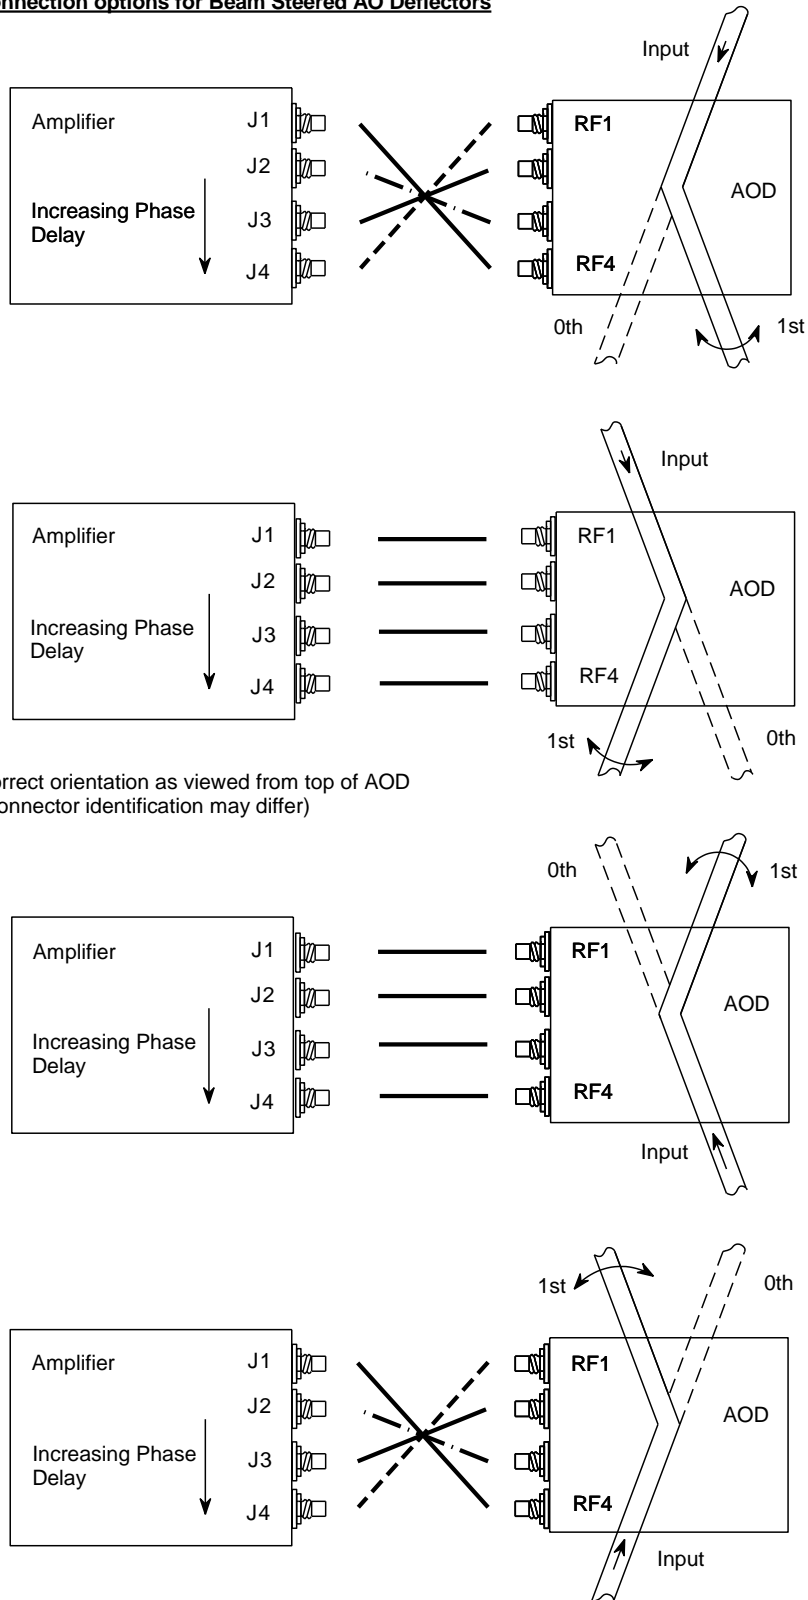 onnection options for Beam Steered AO Deflectors
Input
Amplifier
J1
RF1
J2
AOD
Increasing Phase
Delay
J3
J4
RF4
0th
1st
Input
Amplifier
J1
RF1
J2
AOD
Increasing Phase
Delay
J3
J4
RF4
1st
0th
orrect orientation as viewed from top of AOD
onnector identification may differ)
0th
1st
Amplifier
J1
RF1
J2
AOD
Increasing Phase
Delay
J3
J4
RF4
Input
1st
0th
Amplifier
J1
RF1
J2
AOD
Increasing Phase
Delay
J3
J4
RF4
Input